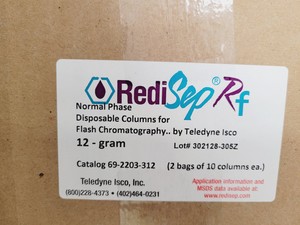 RediSep® Rf
Normal Phase
Disposable Columns for
Flash Chromatography.. by Teledyne Isco
12 - gram
Lot# 302128-305Z
Catalog 69-2203-312 (2 bags of 10 columns ea.)
Teledyne Isco, Inc.
(800)228-4373 • (402)464-0231
Application information and
MSDS data available at:
www.redisep.com